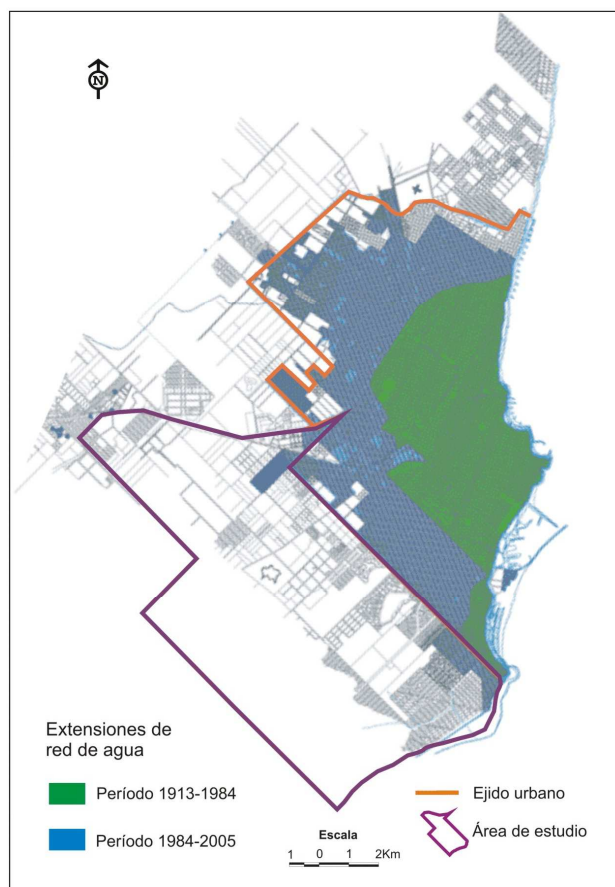 N
Extensiones de
red de agua
Período 1913-1984
Período 1984-2005
Ejido urbano
Área de estudio
Escala
1 0 1 2Km